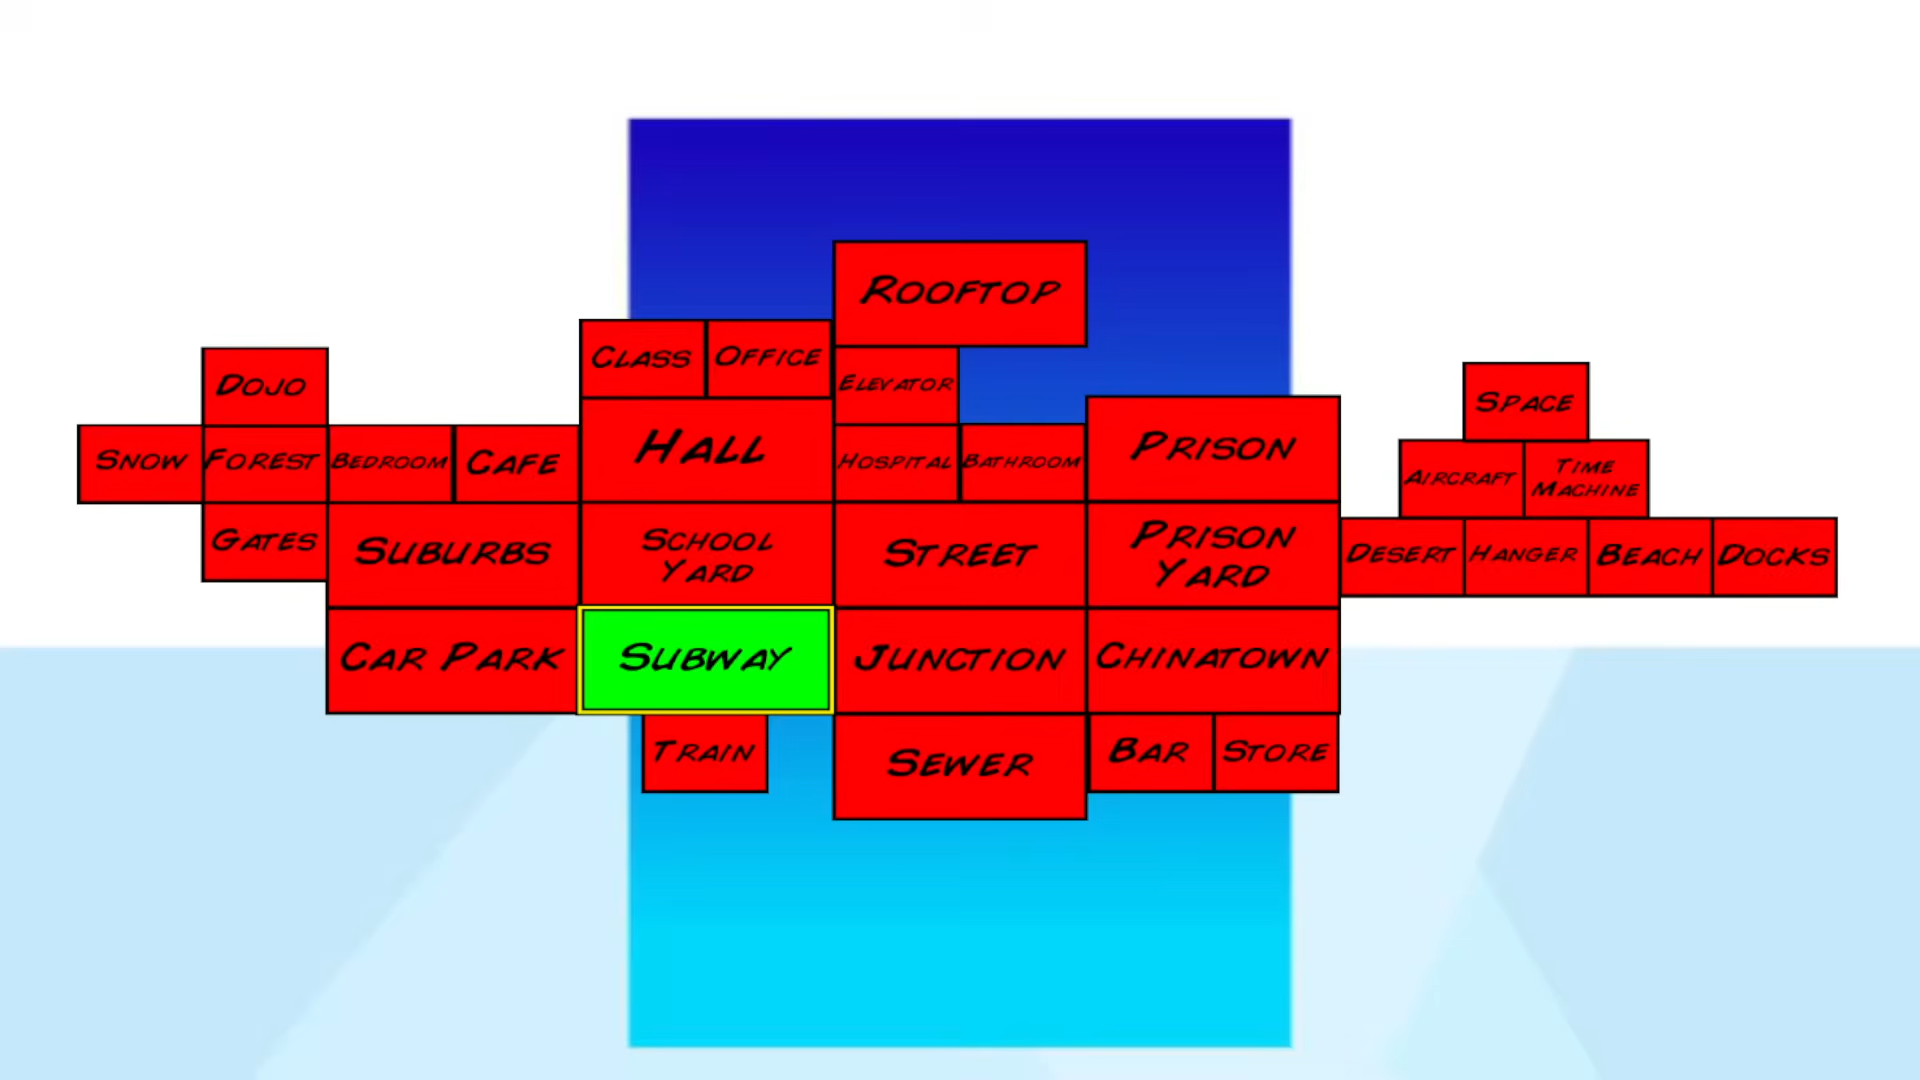 Rooftop
Class
Office
Elevator
Dojo
Space
Snow
Forest
Bedroom
Cafe
Hall
Hospital
Bathroom
Prison
Aircraft
Time
Machine
Gates
Suburbs
School
Yard
Street
Prison
Yard
Desert
Hanger
Beach
Docks
Car Park
Subway
Junction
Chinatown
Train
Sewer
Bar
Store